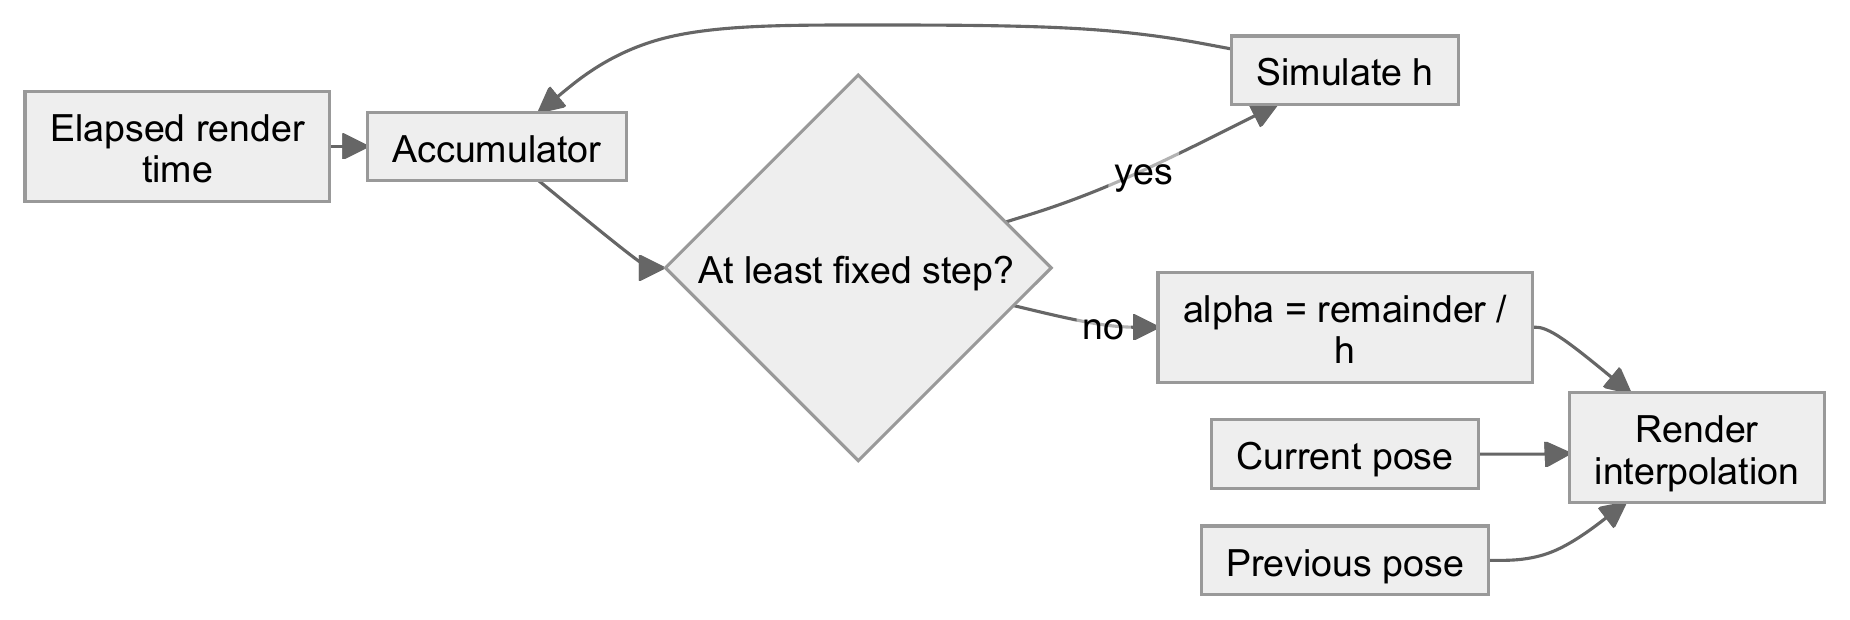 Simulate h
Elapsed render
time
Accumulator
yes
At least fixed step?
no
alpha = remainder /
h
Current pose
Render
interpolation
Previous pose